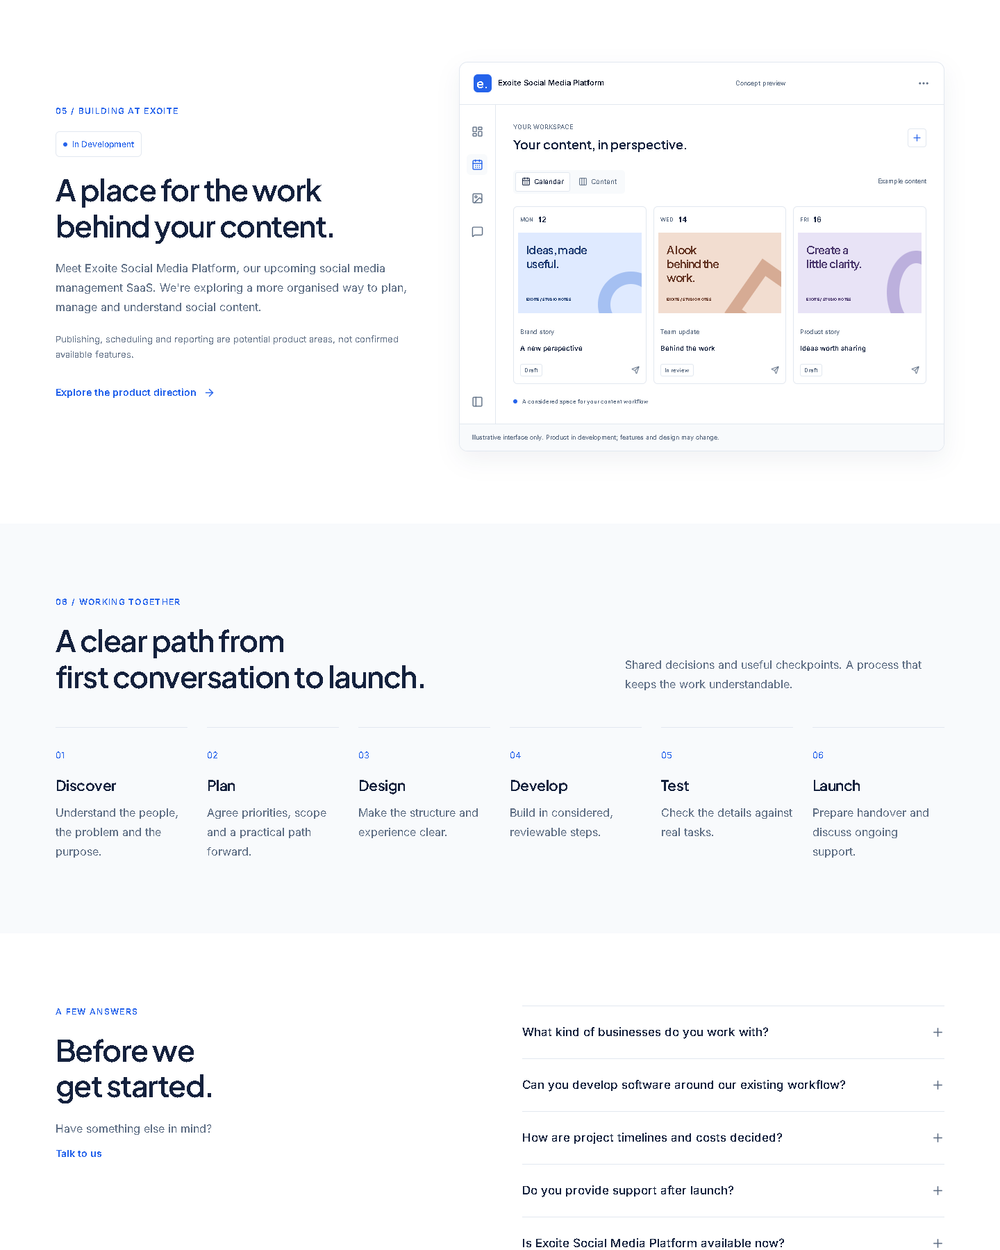 05 / BUILDING AT EXOITE
In Development
A place for the work
behind your content.
Meet Exoite Social Media Platform, our upcoming social media
management SaaS. We're exploring a more organised way to plan,
manage and understand social content.
Publishing, scheduling and reporting are potential product areas, not confirmed
available features.
Explore the product direction
e. Exoite Social Media Platform
Concept preview
YOUR WORKSPACE
Your content, in perspective.
Calendar
Content
Example content
MON 12
Ideas, made
useful.
EXOITE / STUDIO NOTES
Brand story
A new perspective
Draft
WED 14
A look
behind the
work.
EXOITE / STUDIO NOTES
Team update
Behind the work
In review
FRI 16
Create a
little clarity.
EXOITE / STUDIO NOTES
Product story
Ideas worth sharing
Draft
A considered space for your content workflow
Illustrative interface only. Product in development; features and design may change.
06 / WORKING TOGETHER
A clear path from
first conversation to launch.
Shared decisions and useful checkpoints. A process that
keeps the work understandable.
01
Discover
Understand the people,
the problem and the
purpose.
02
Plan
Agree priorities, scope
and a practical path
forward.
03
Design
Make the structure and
experience clear.
04
Develop
Build in considered,
reviewable steps.
05
Test
Check the details against
real tasks.
06
Launch
Prepare handover and
discuss ongoing
support.
A FEW ANSWERS
Before we
get started.
Have something else in mind?
Talk to us
What kind of businesses do you work with?
Can you develop software around our existing workflow?
How are project timelines and costs decided?
Do you provide support after launch?
Is Exoite Social Media Platform available now?